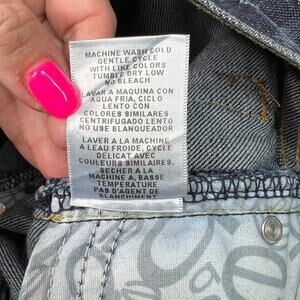 MACHINE WASH COLD
GENTLE CYCLE
WITH LIKE COLORS
TUMBLE DRY LOW
NO BLEACH
LAVAR A MAQUINA CON
AQUA FRIA, CICLO
LENTO CON
COLORES SIMILARES
CENTRIFUGADO LENTO
NO USE BLANQUEADOR
LAVER A LA MACHINE
A LEAU FROIDE, CYCLE
DELICAT AVEC
COULEURS SIMILAIRES,
SECHER A LA
MACHINE A, BASSE
TEMPERATURE
PAS D'AGENT DE
BLANCHIMENT